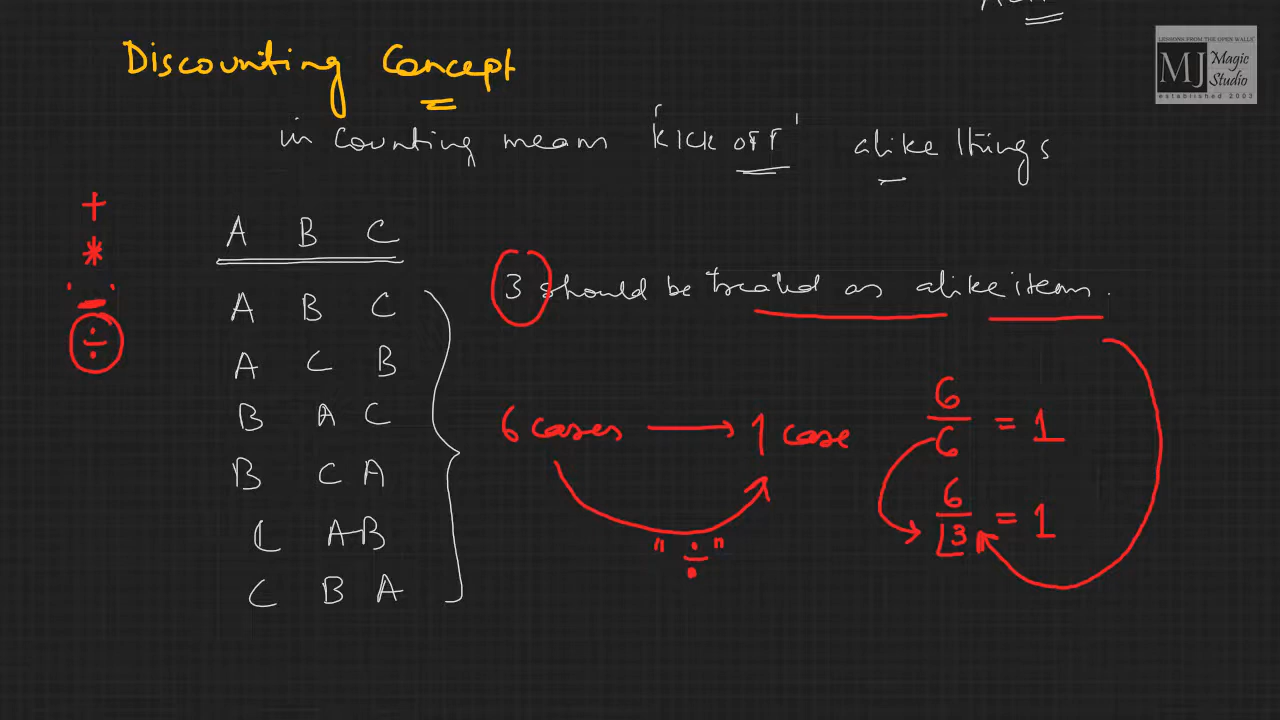 LESSONS FROM THE OPEN WALLS
MJ Magic Studio
established 2003
Discounting Concept
in counting means 'kick off' alike things
+
*
-
÷
A B C
A B C
A C B
B A C
B C A
C A B
C B A
3 should be treated as alike items.
6 cases → 1 case
"÷"
6/6 = 1
6/⌊3 = 1